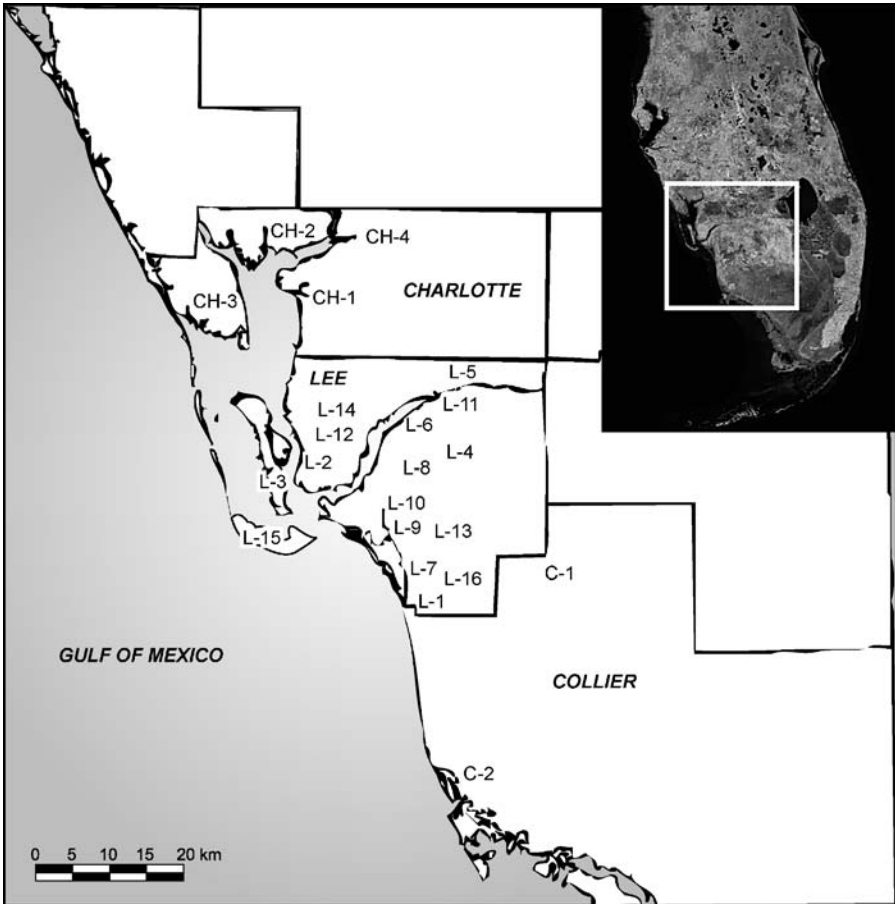 CH-2
CH-4
CH-3
CH-1
CHARLOTTE
LEE
L-5
L-14
L-11
L-12
L-6
L-2
L-4
L-8
L-3
L-10
L-9
L-13
L-15
L-7
L-16
C-1
L-1
GULF OF MEXICO
COLLIER
C-2
0 5 10 15 20 km